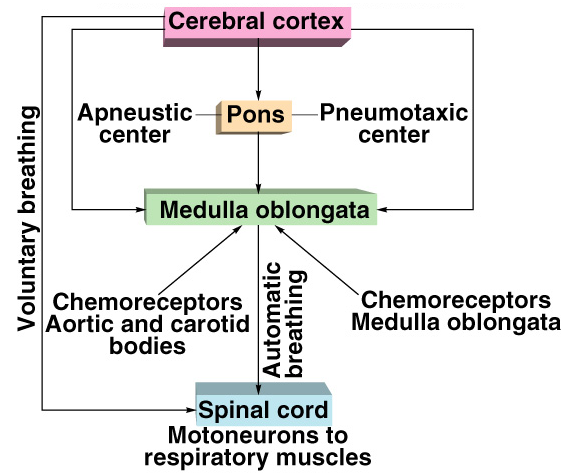 Cerebral cortex
Apneustic
center
Pons
Pneumotaxic
center
Voluntary breathing
Medulla oblongata
Chemoreceptors
Aortic and carotid
bodies
Automatic
breathing
Chemoreceptors
Medulla oblongata
Spinal cord
Motoneurons to
respiratory muscles